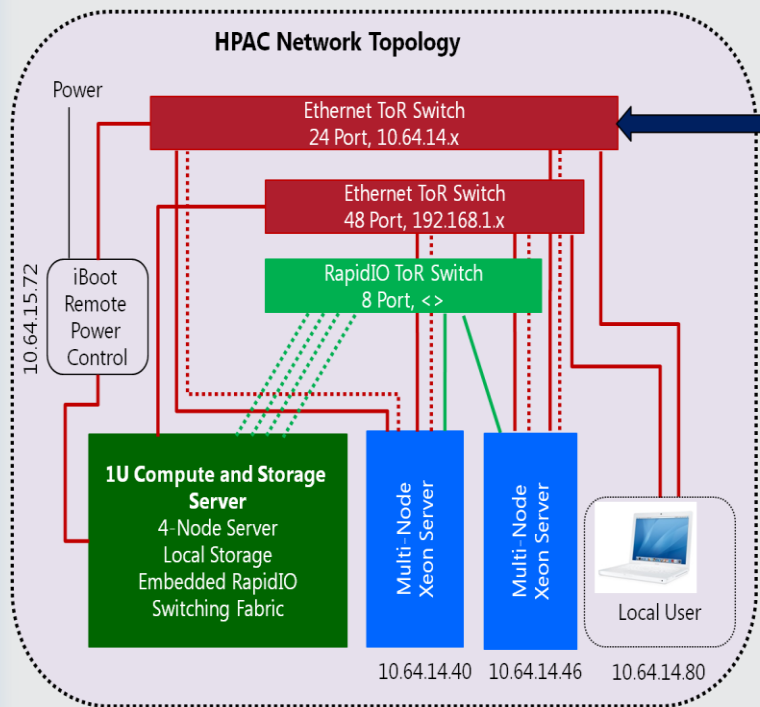 HPAC Network Topology
Power
Ethernet ToR Switch
24 Port, 10.64.14.x
Ethernet ToR Switch
48 Port, 192.168.1.x
RapidIO ToR Switch
8 Port, <>
10.64.15.72
iBoot
Remote
Power
Control
1U Compute and Storage
Server
4-Node Server
Local Storage
Embedded RapidIO
Switching Fabric
Multi-Node
Xeon Server
Multi-Node
Xeon Server
Local User
10.64.14.40
10.64.14.46
10.64.14.80